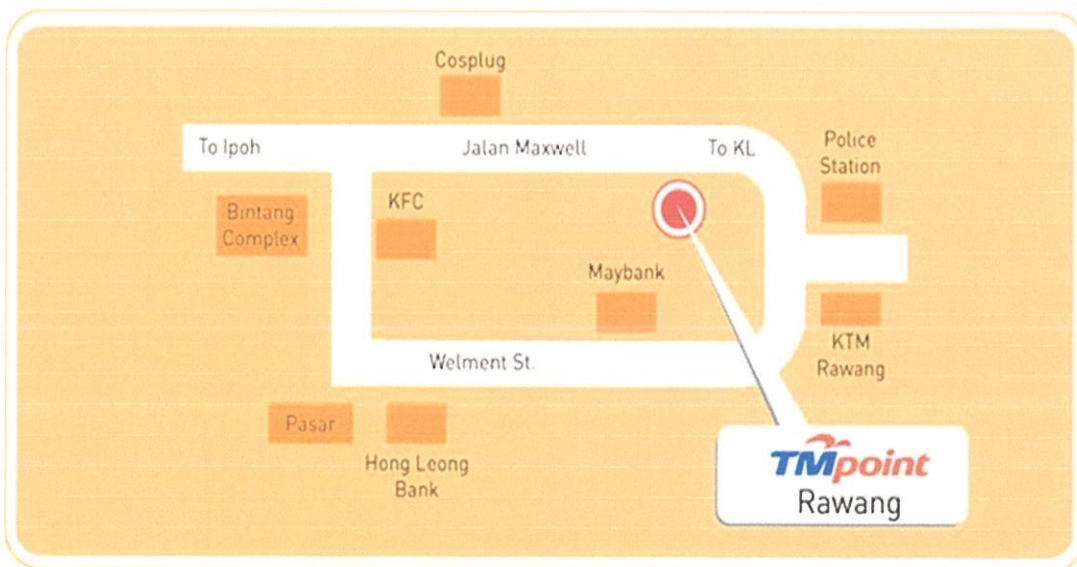 Cosplug
To Ipoh
Jalan Maxwell
To KL
Police
Station
Bintang
Complex
KFC
Maybank
KTM
Rawang
Welment St.
Pasar
Hong Leong
Bank
TMpoint
Rawang